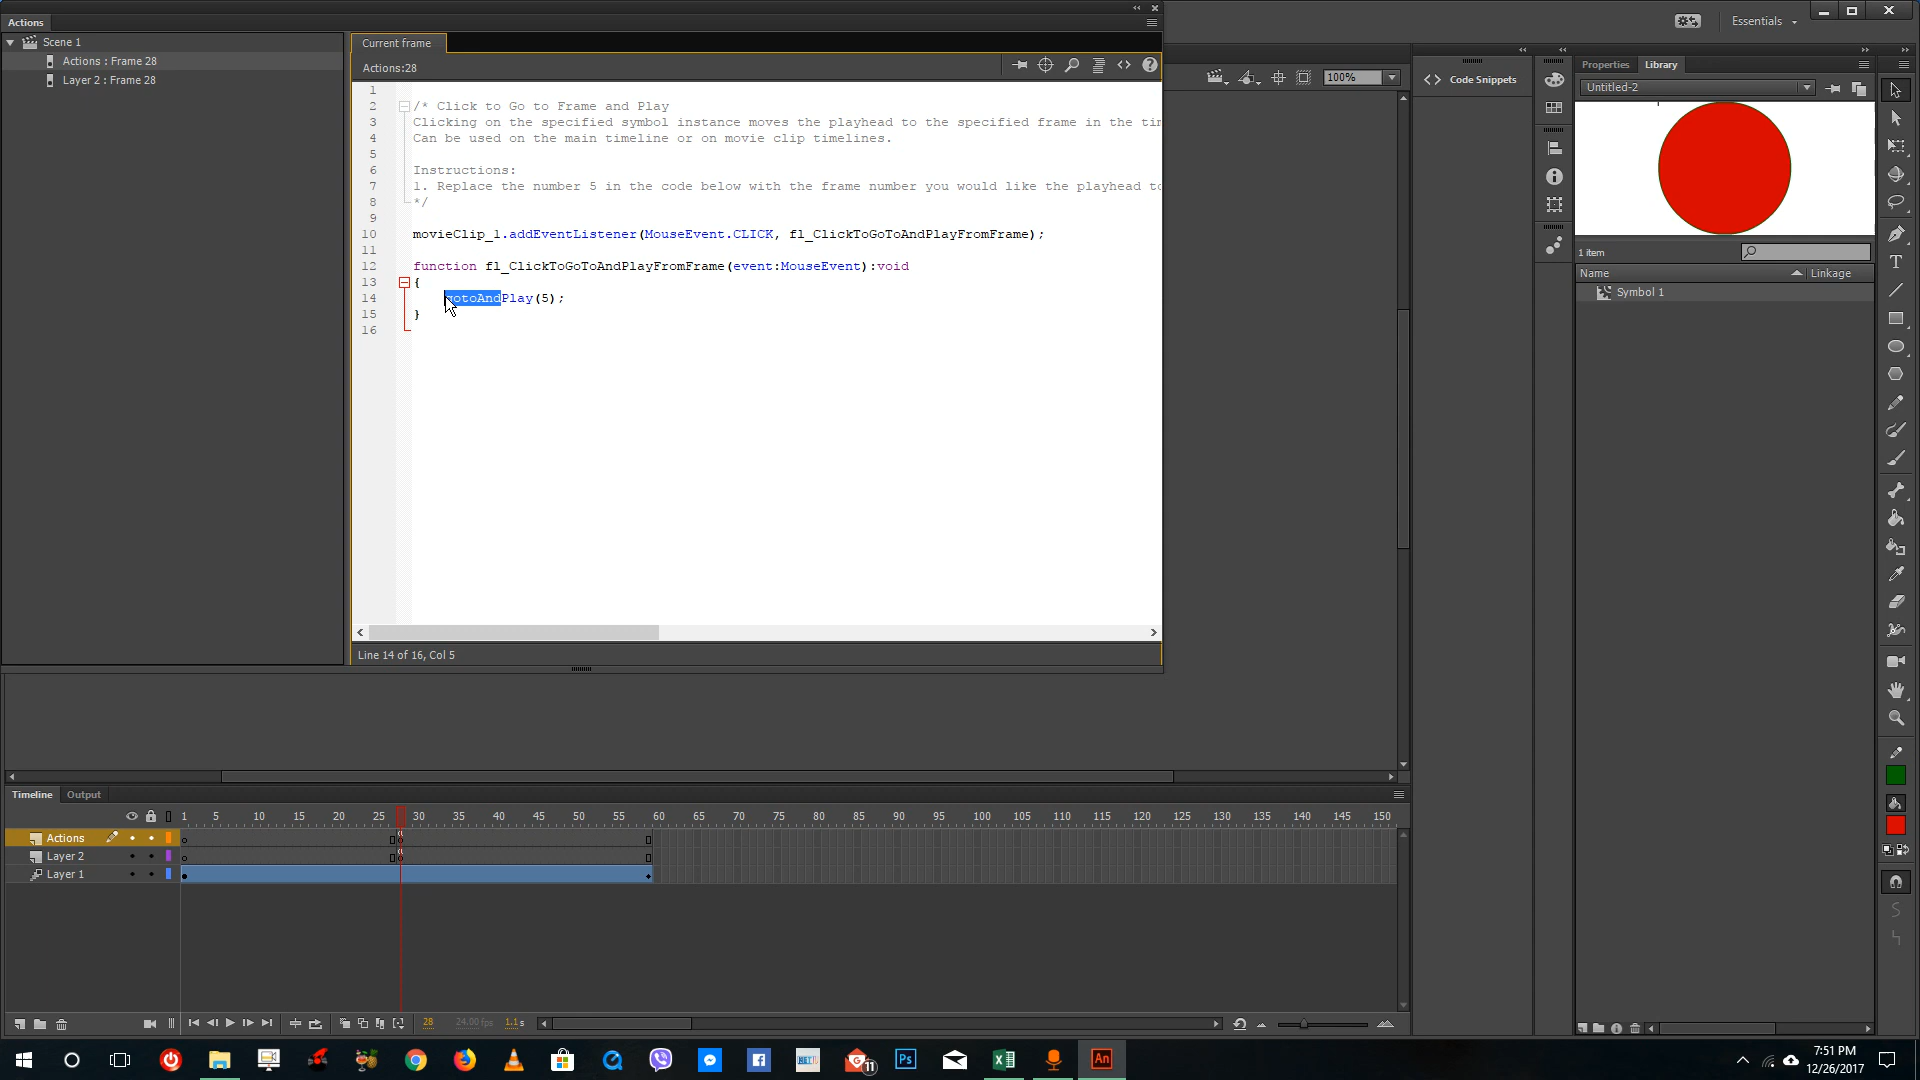 Actions
Essentials
Scene 1
Actions : Frame 28
Layer 2 : Frame 28
Current frame
Actions:28
1
2 /* Click to Go to Frame and Play
3 Clicking on the specified symbol instance moves the playhead to the specified frame in the
4 Can be used on the main timeline or on movie clip timelines.
5
6 Instructions:
7 1. Replace the number 5 in the code below with the frame number you would like the playhead
8 */
9
10 movieClip_1.addEventListener(MouseEvent.CLICK, fl_ClickToGoToAndPlayFromFrame);
11
12 function fl_ClickToGoToAndPlayFromFrame(event:MouseEvent):void
13 {
14 gotoAndPlay(5);
15 }
16
Line 14 of 16, Col 5
100%
Code Snippets
Properties Library
Untitled-2
1 item
Name Linkage
Symbol 1
Timeline Output
1 5 10 15 20 25 30 35 40 45 50 55 60 65 70 75 80 85 90 95 100 105 110 115 120 125 130 135 140 145 150
Actions
Layer 2
Layer 1
28 24.00 fps 1.1 s
11
Ps
An
7:51 PM
12/26/2017